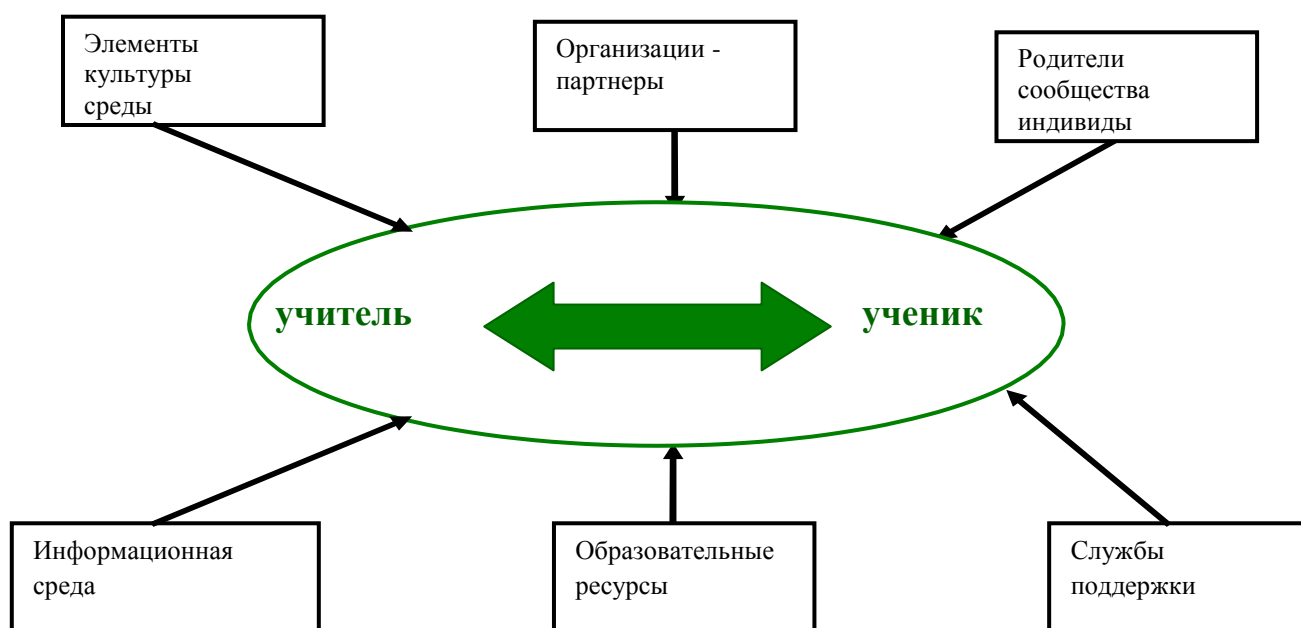 Элементы
культуры
среды
Организации -
партнеры
Родители
сообщества
индивиды
учитель
ученик
Информационная
среда
Образовательные
ресурсы
Службы
поддержки